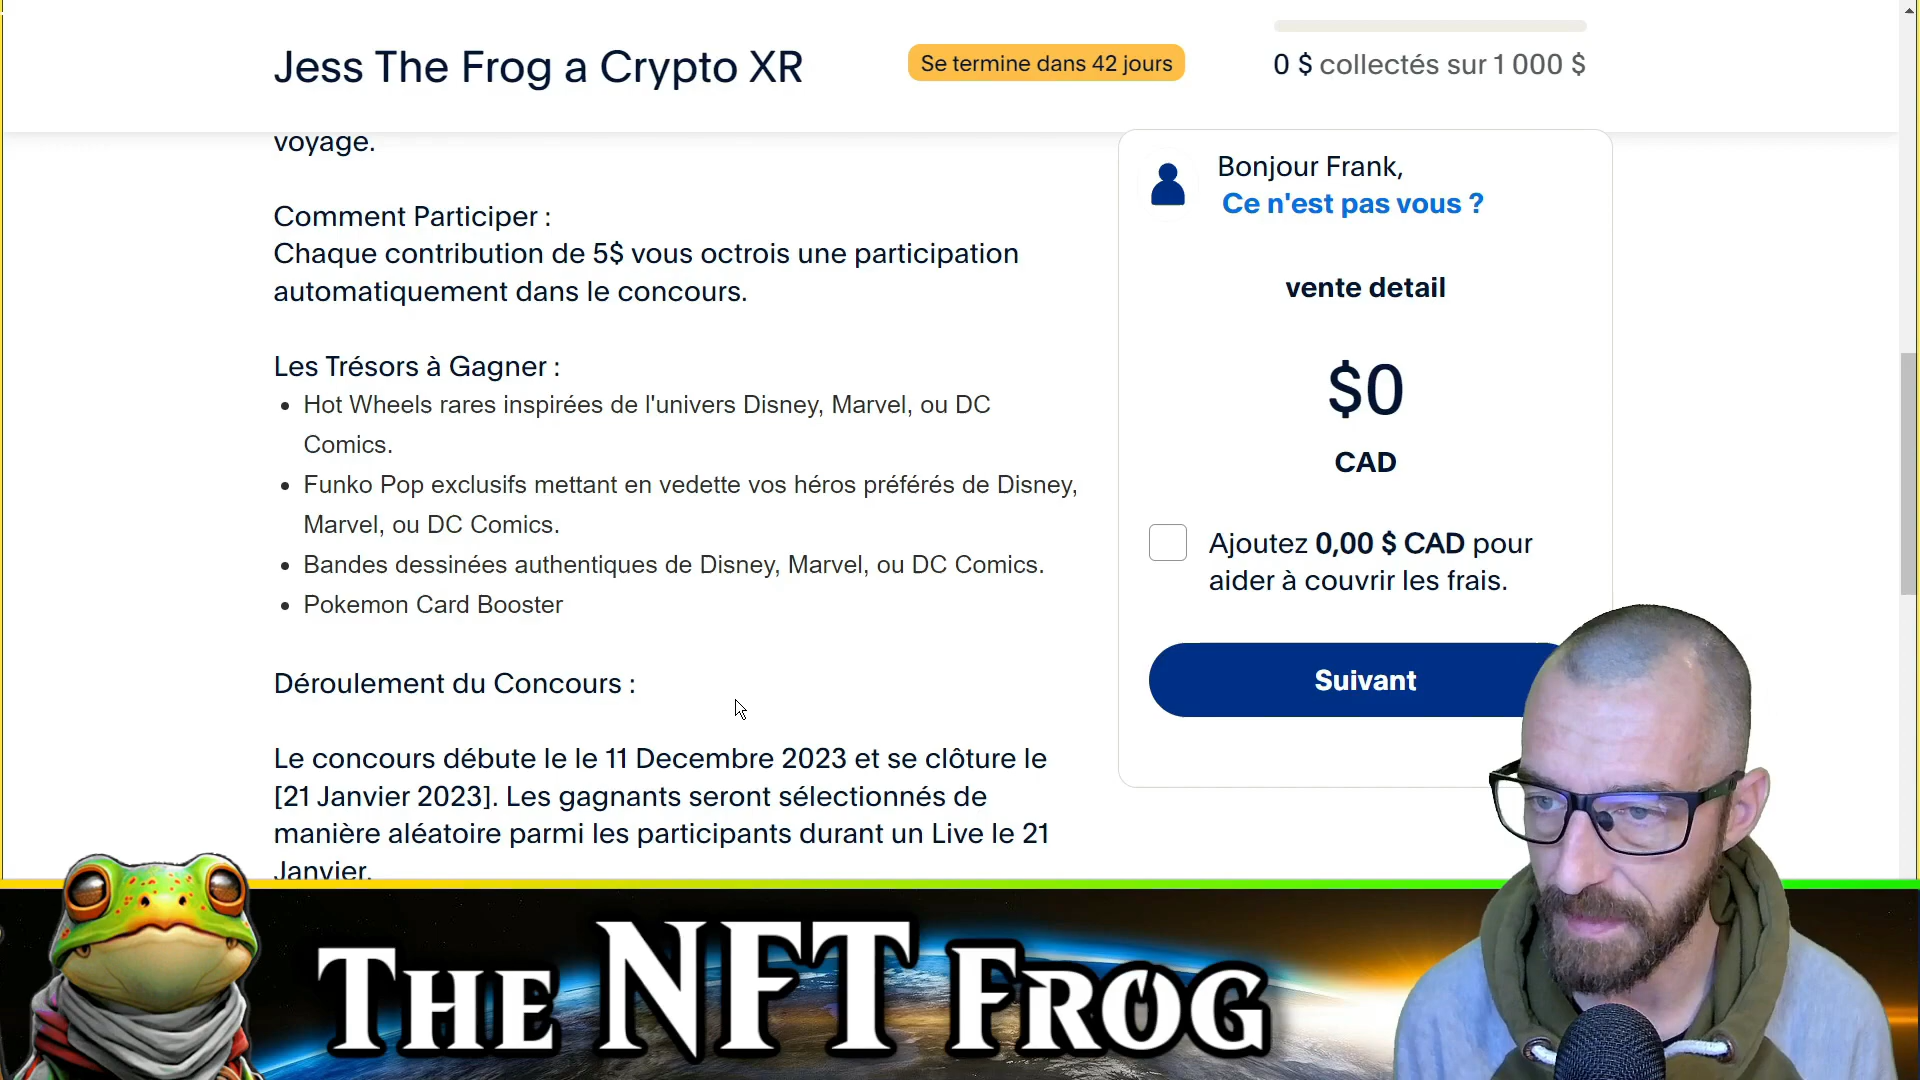 Jess The Frog a Crypto XR
Se termine dans 42 jours
0 $ collectés sur 1 000 $
voyage.
Comment Participer :
Chaque contribution de 5$ vous octrois une participation
automatiquement dans le concours.
Les Trésors à Gagner :
• Hot Wheels rares inspirées de l'univers Disney, Marvel, ou DC
Comics.
• Funko Pop exclusifs mettant en vedette vos héros préférés de Disney,
Marvel, ou DC Comics.
• Bandes dessinées authentiques de Disney, Marvel, ou DC Comics.
• Pokemon Card Booster
Déroulement du Concours :
Le concours débute le le 11 Decembre 2023 et se clôture le
[21 Janvier 2023]. Les gagnants seront sélectionnés de
manière aléatoire parmi les participants durant un Live le 21
Janvier.
Bonjour Frank,
Ce n'est pas vous ?
vente detail
$0
CAD
Ajoutez 0,00 $ CAD pour
aider à couvrir les frais.
Suivant
The NFT Frog